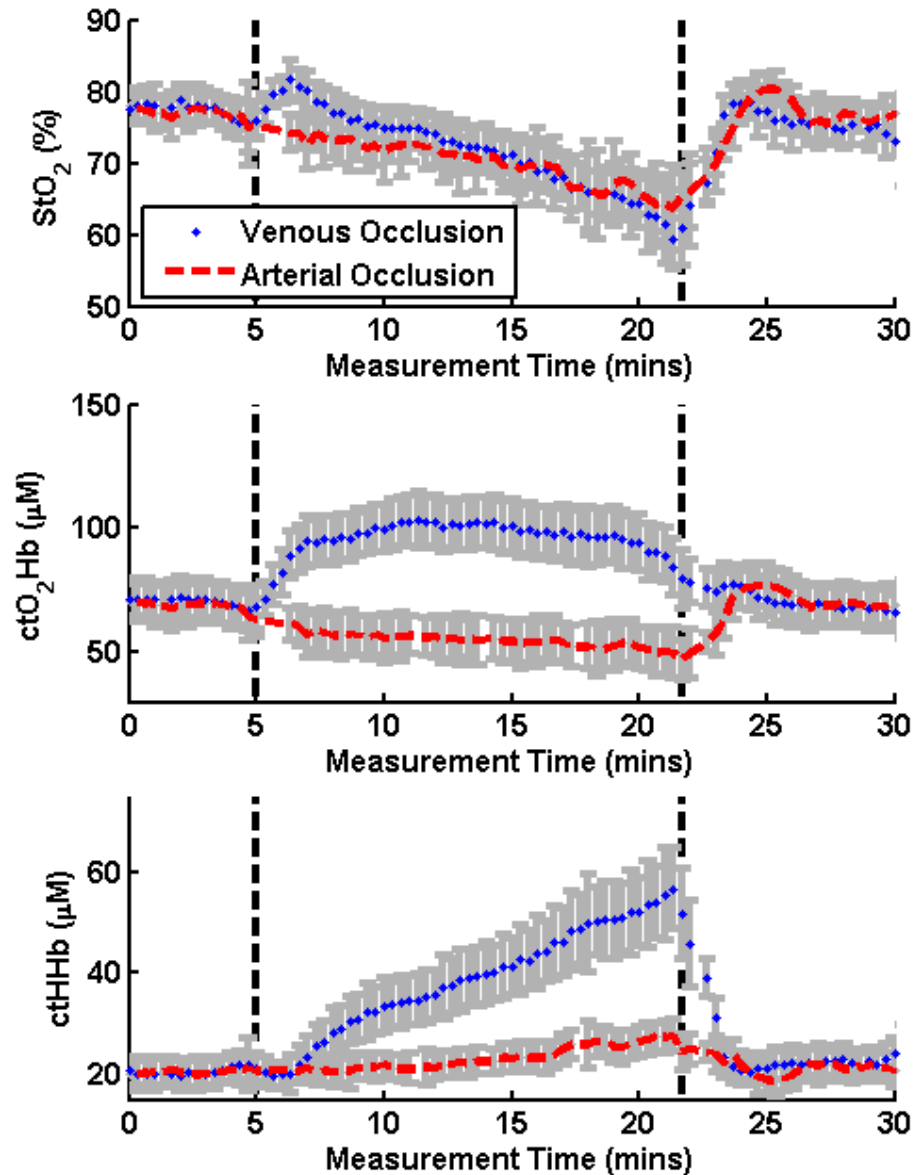 90
80
70
60
50
StO₂ (%)
Venous Occlusion
Arterial Occlusion
0 5 10 15 20 25 30
Measurement Time (mins)
150
100
50
ctO₂Hb (μM)
0 5 10 15 20 25 30
Measurement Time (mins)
60
40
20
ctHHb (μM)
0 5 10 15 20 25 30
Measurement Time (mins)